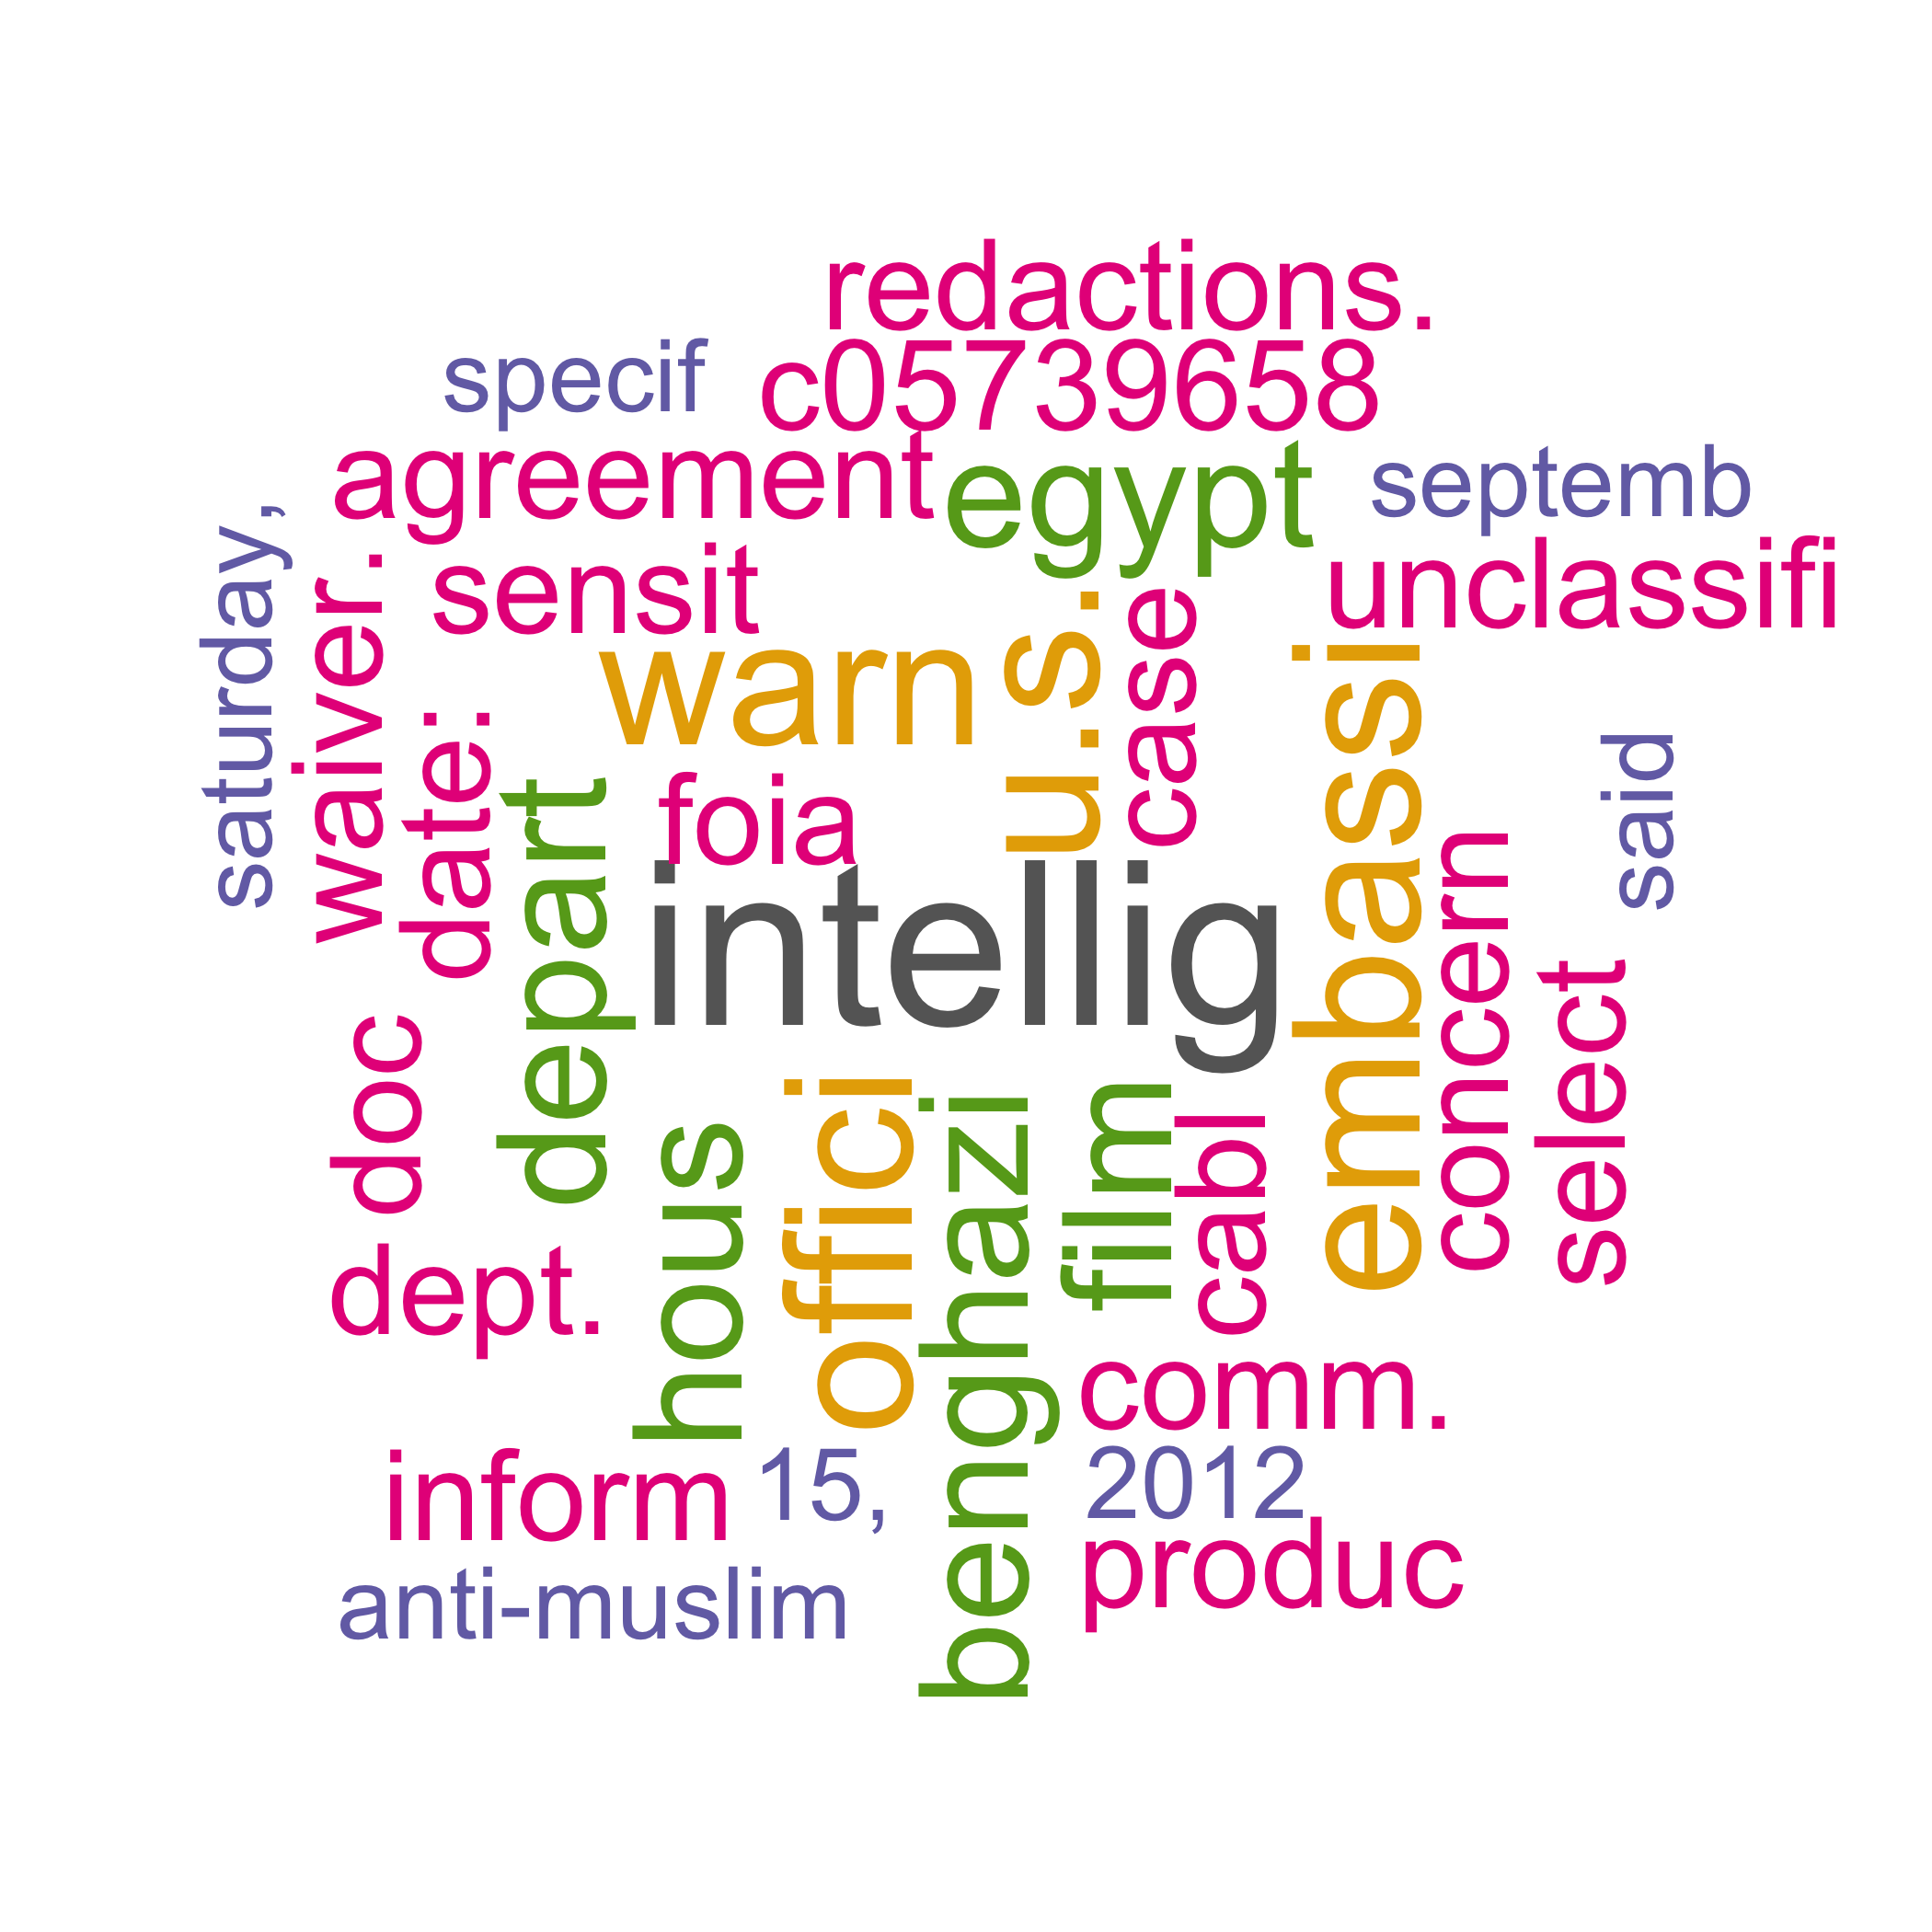 redactions.
specif
c05739658
agreement
egypt
septemb
saturday,
waiver.
sensit
unclassifi
warn
u.s.
case
embassi
date:
foia
depart
said
intellig
concern
select
doc
hous
offici
benghazi
film
cabl
dept.
comm.
inform
15,
2012
produc
anti-muslim